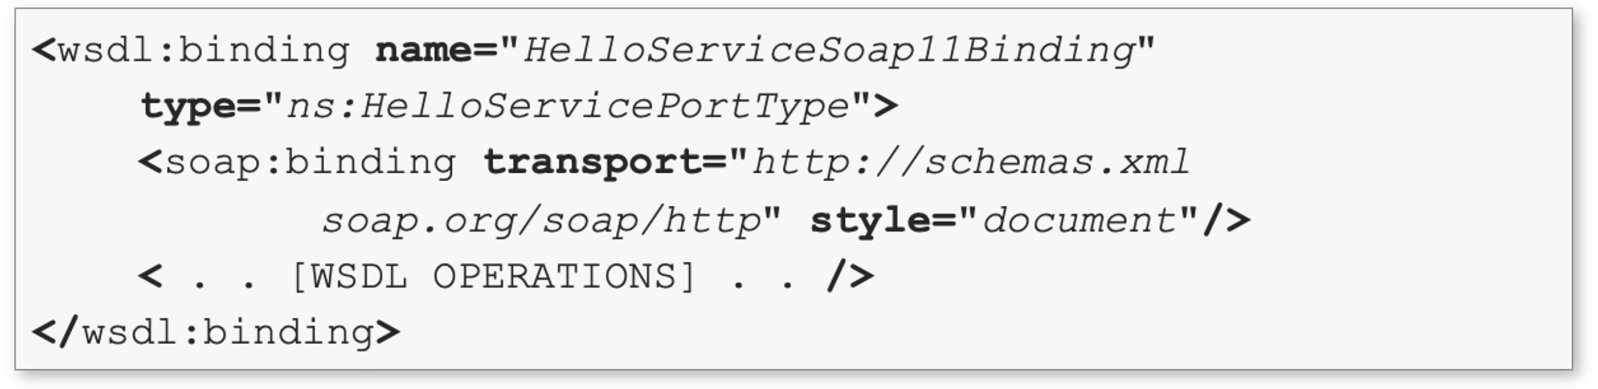 <wsdl:binding name="HelloServiceSoap11Binding"
type="ns:HelloServicePortType">
<soap:binding transport="http://schemas.xml
soap.org/soap/http" style="document"/>
< . . [WSDL OPERATIONS] . . />
</wsdl:binding>